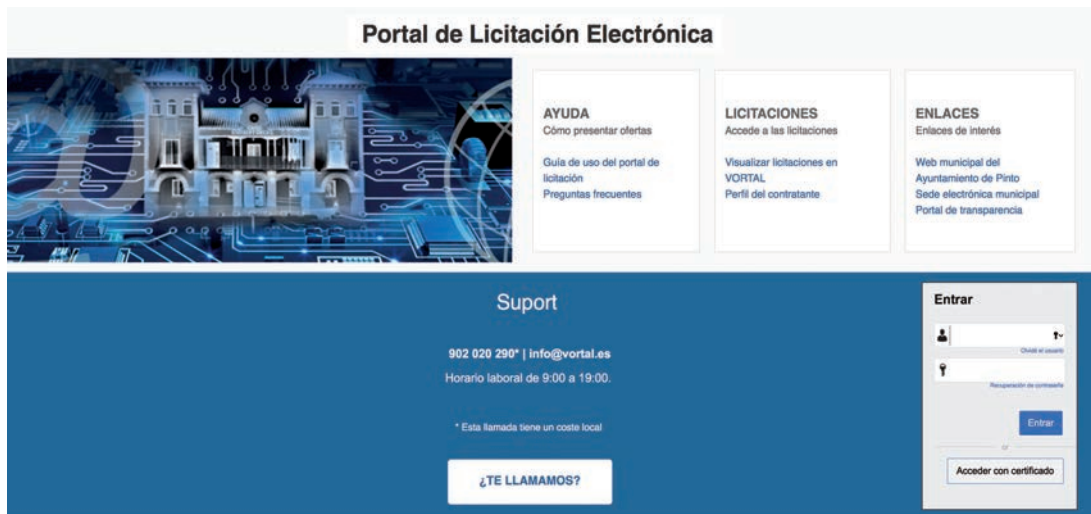 Portal de Licitación Electrónica
AYUDA
Cómo presentar ofertas
Guía de uso del portal de
licitación
Preguntas frecuentes
LICITACIONES
Accede a las licitaciones
Visualizar licitaciones en
VORTAL
Perfil del contratante
ENLACES
Enlaces de interés
Web municipal del
Ayuntamiento de Pinto
Sede electrónica municipal
Portal de transparencia
Suport
902 020 290* | info@vortal.es
Horario laboral de 9:00 a 19:00.
* Esta llamada tiene un coste local
¿TE LLAMAMOS?
Entrar
Olvidé el usuario
Recuperación de contraseña
Entrar
or
Acceder con certificado